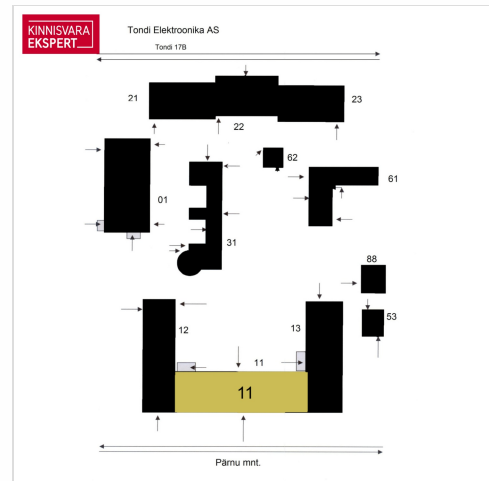 KINNISVARA
EKSPERT
Tondi Elektroonika AS
Tondi 17B
21
23
22
62
61
01
31
88
53
12
13
11
11
Pärnu mnt.